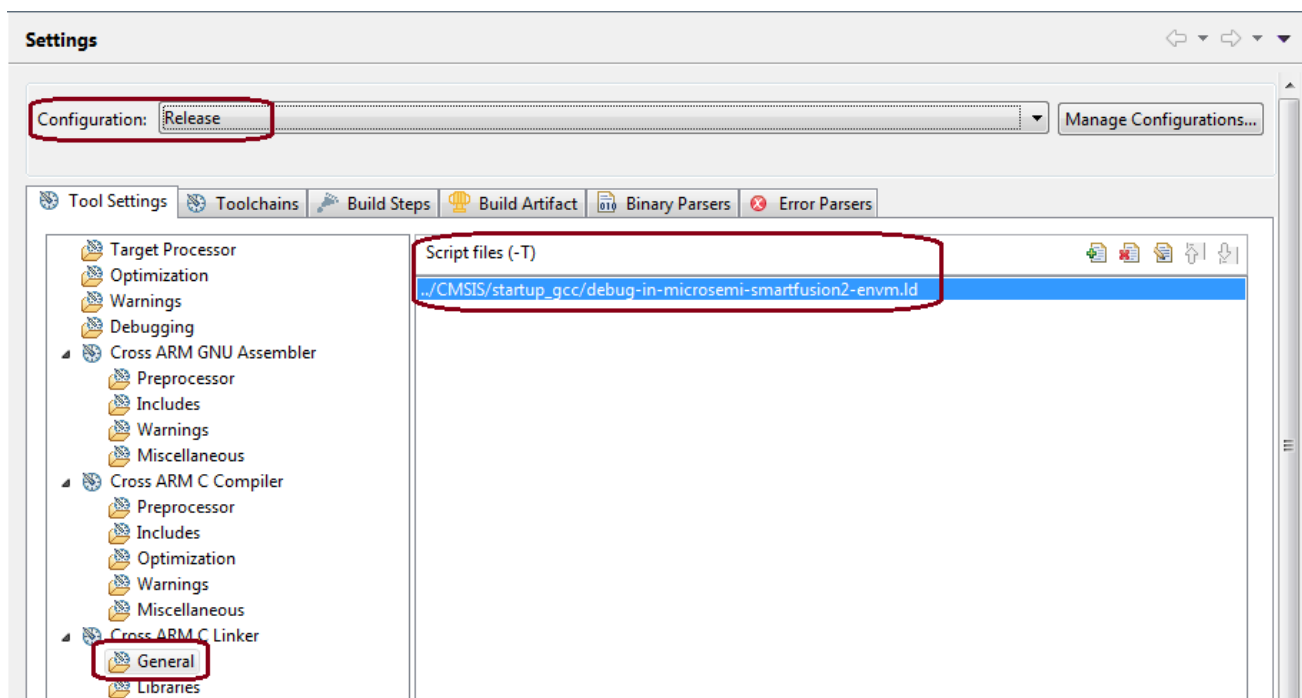 Settings
Configuration: Release Manage Configurations...
Tool Settings Toolchains Build Steps Build Artifact Binary Parsers Error Parsers
Target Processor
Optimization
Warnings
Debugging
Cross ARM GNU Assembler
Preprocessor
Includes
Warnings
Miscellaneous
Cross ARM C Compiler
Preprocessor
Includes
Optimization
Warnings
Miscellaneous
Cross ARM C Linker
General
Libraries
Script files (-T)
../CMSIS/startup_gcc/debug-in-microsemi-smartfusion2-envm.ld